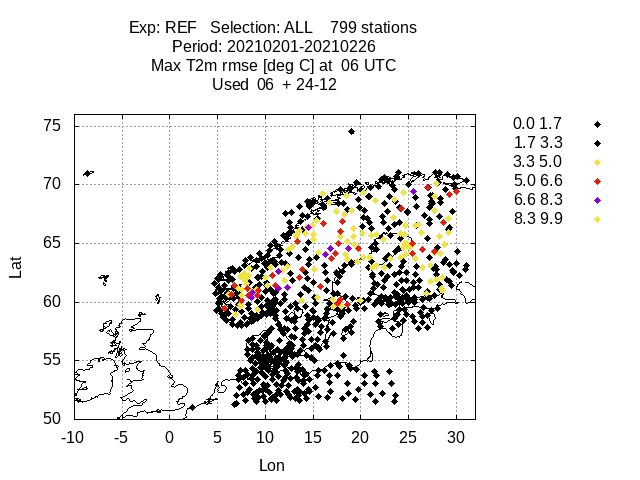 Exp: REF   Selection: ALL    799 stations
Period: 20210201-20210226
Max T2m rmse [deg C] at  06 UTC
Used  06  + 24-12
0.0 1.7
1.7 3.3
3.3 5.0
5.0 6.6
6.6 8.3
8.3 9.9
75
70
65
60
55
50
Lat
-10 -5 0 5 10 15 20 25 30
Lon